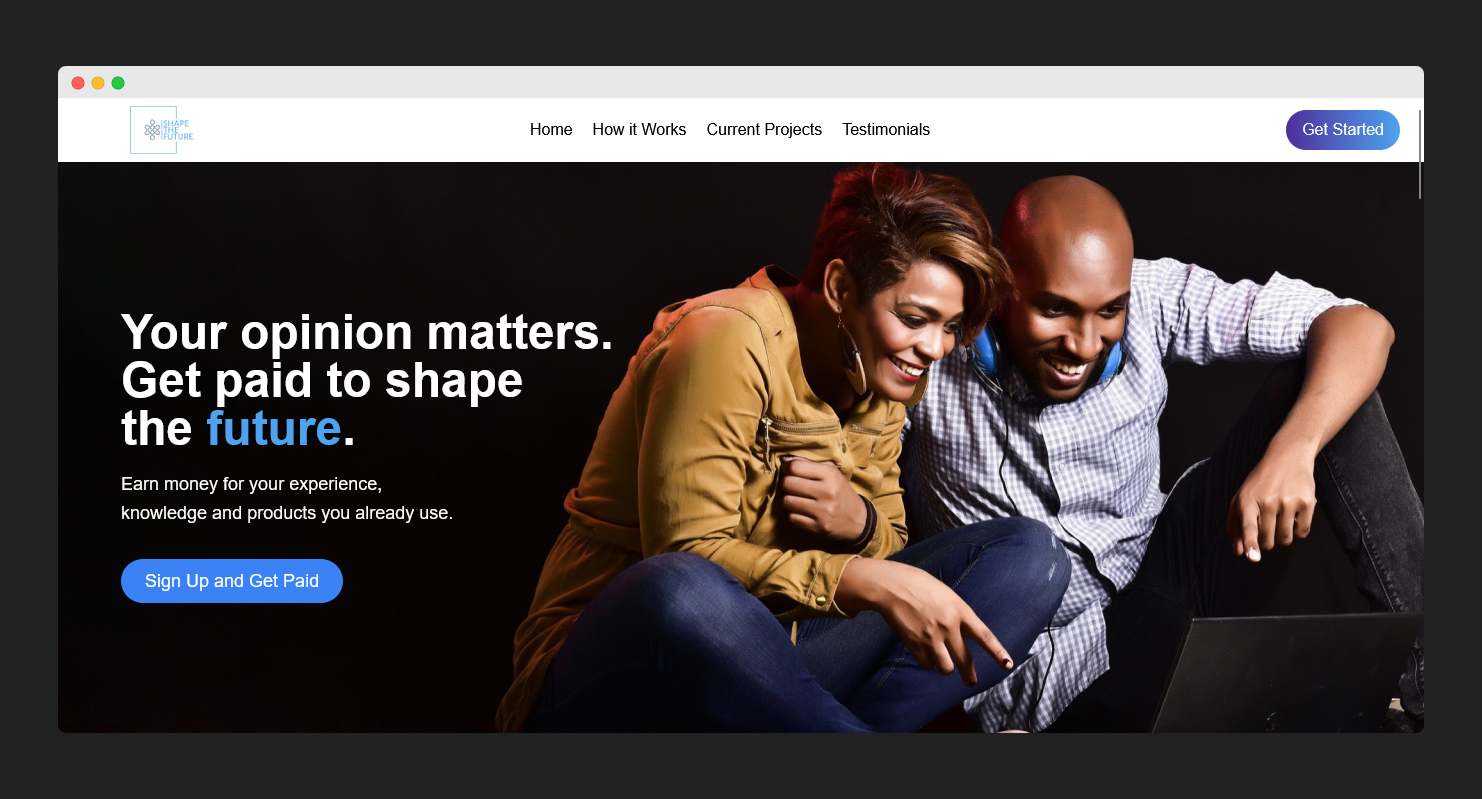 SHAPE
THE
FUTURE
Home
How it Works
Current Projects
Testimonials
Get Started
Your opinion matters.
Get paid to shape
the future.
Earn money for your experience,
knowledge and products you already use.
Sign Up and Get Paid